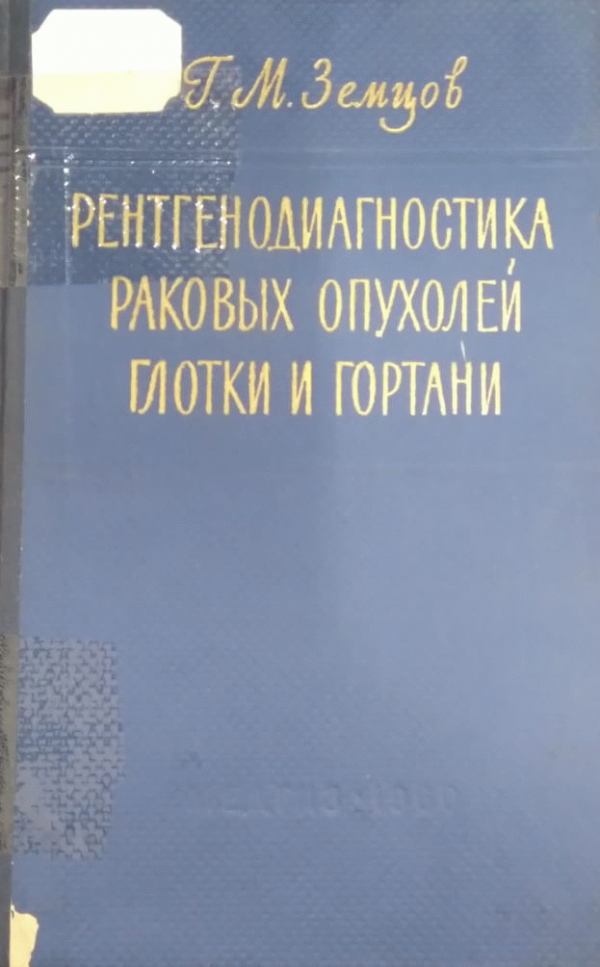 Г. М. Земцов
РЕНТГЕНОДИАГНОСТИКА
РАКОВЫХ ОПУХОЛЕЙ
ГЛОТКИ И ГОРТАНИ